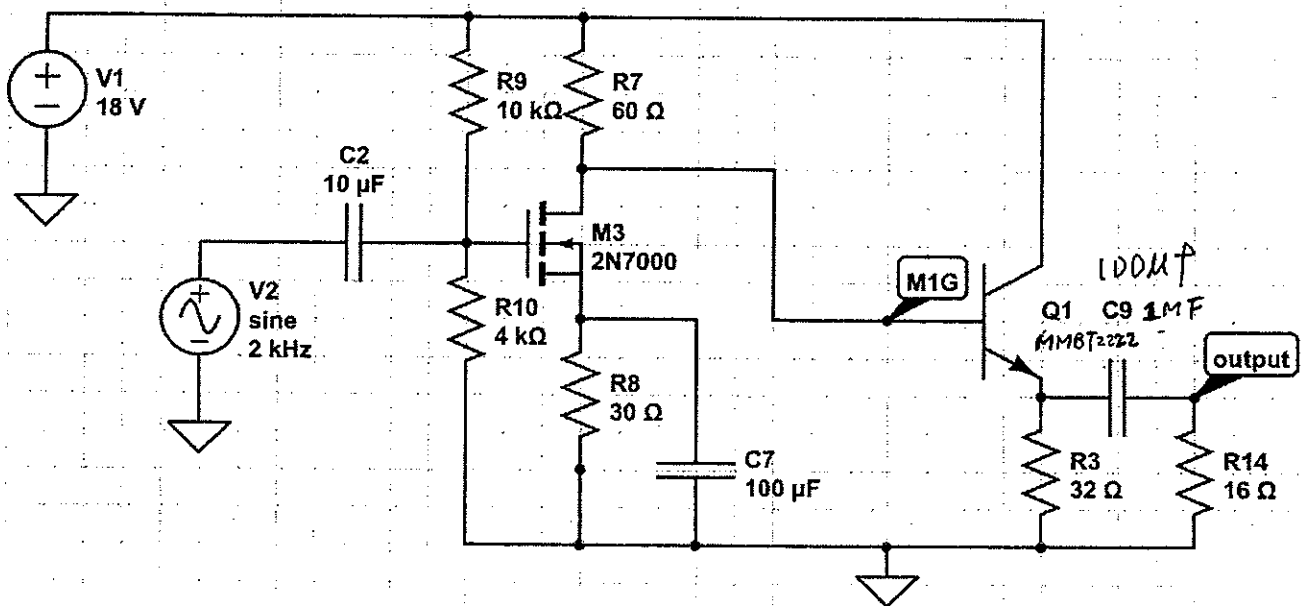 V1
18 V
R9
10 kΩ
R7
60 Ω
C2
10 µF
M3
2N7000
V2
sine
2 kHz
R10
4 kΩ
R8
30 Ω
C7
100 µF
M1G
100M
Q1
C9
1MF
MMBT2222
output
R3
32 Ω
R14
16 Ω